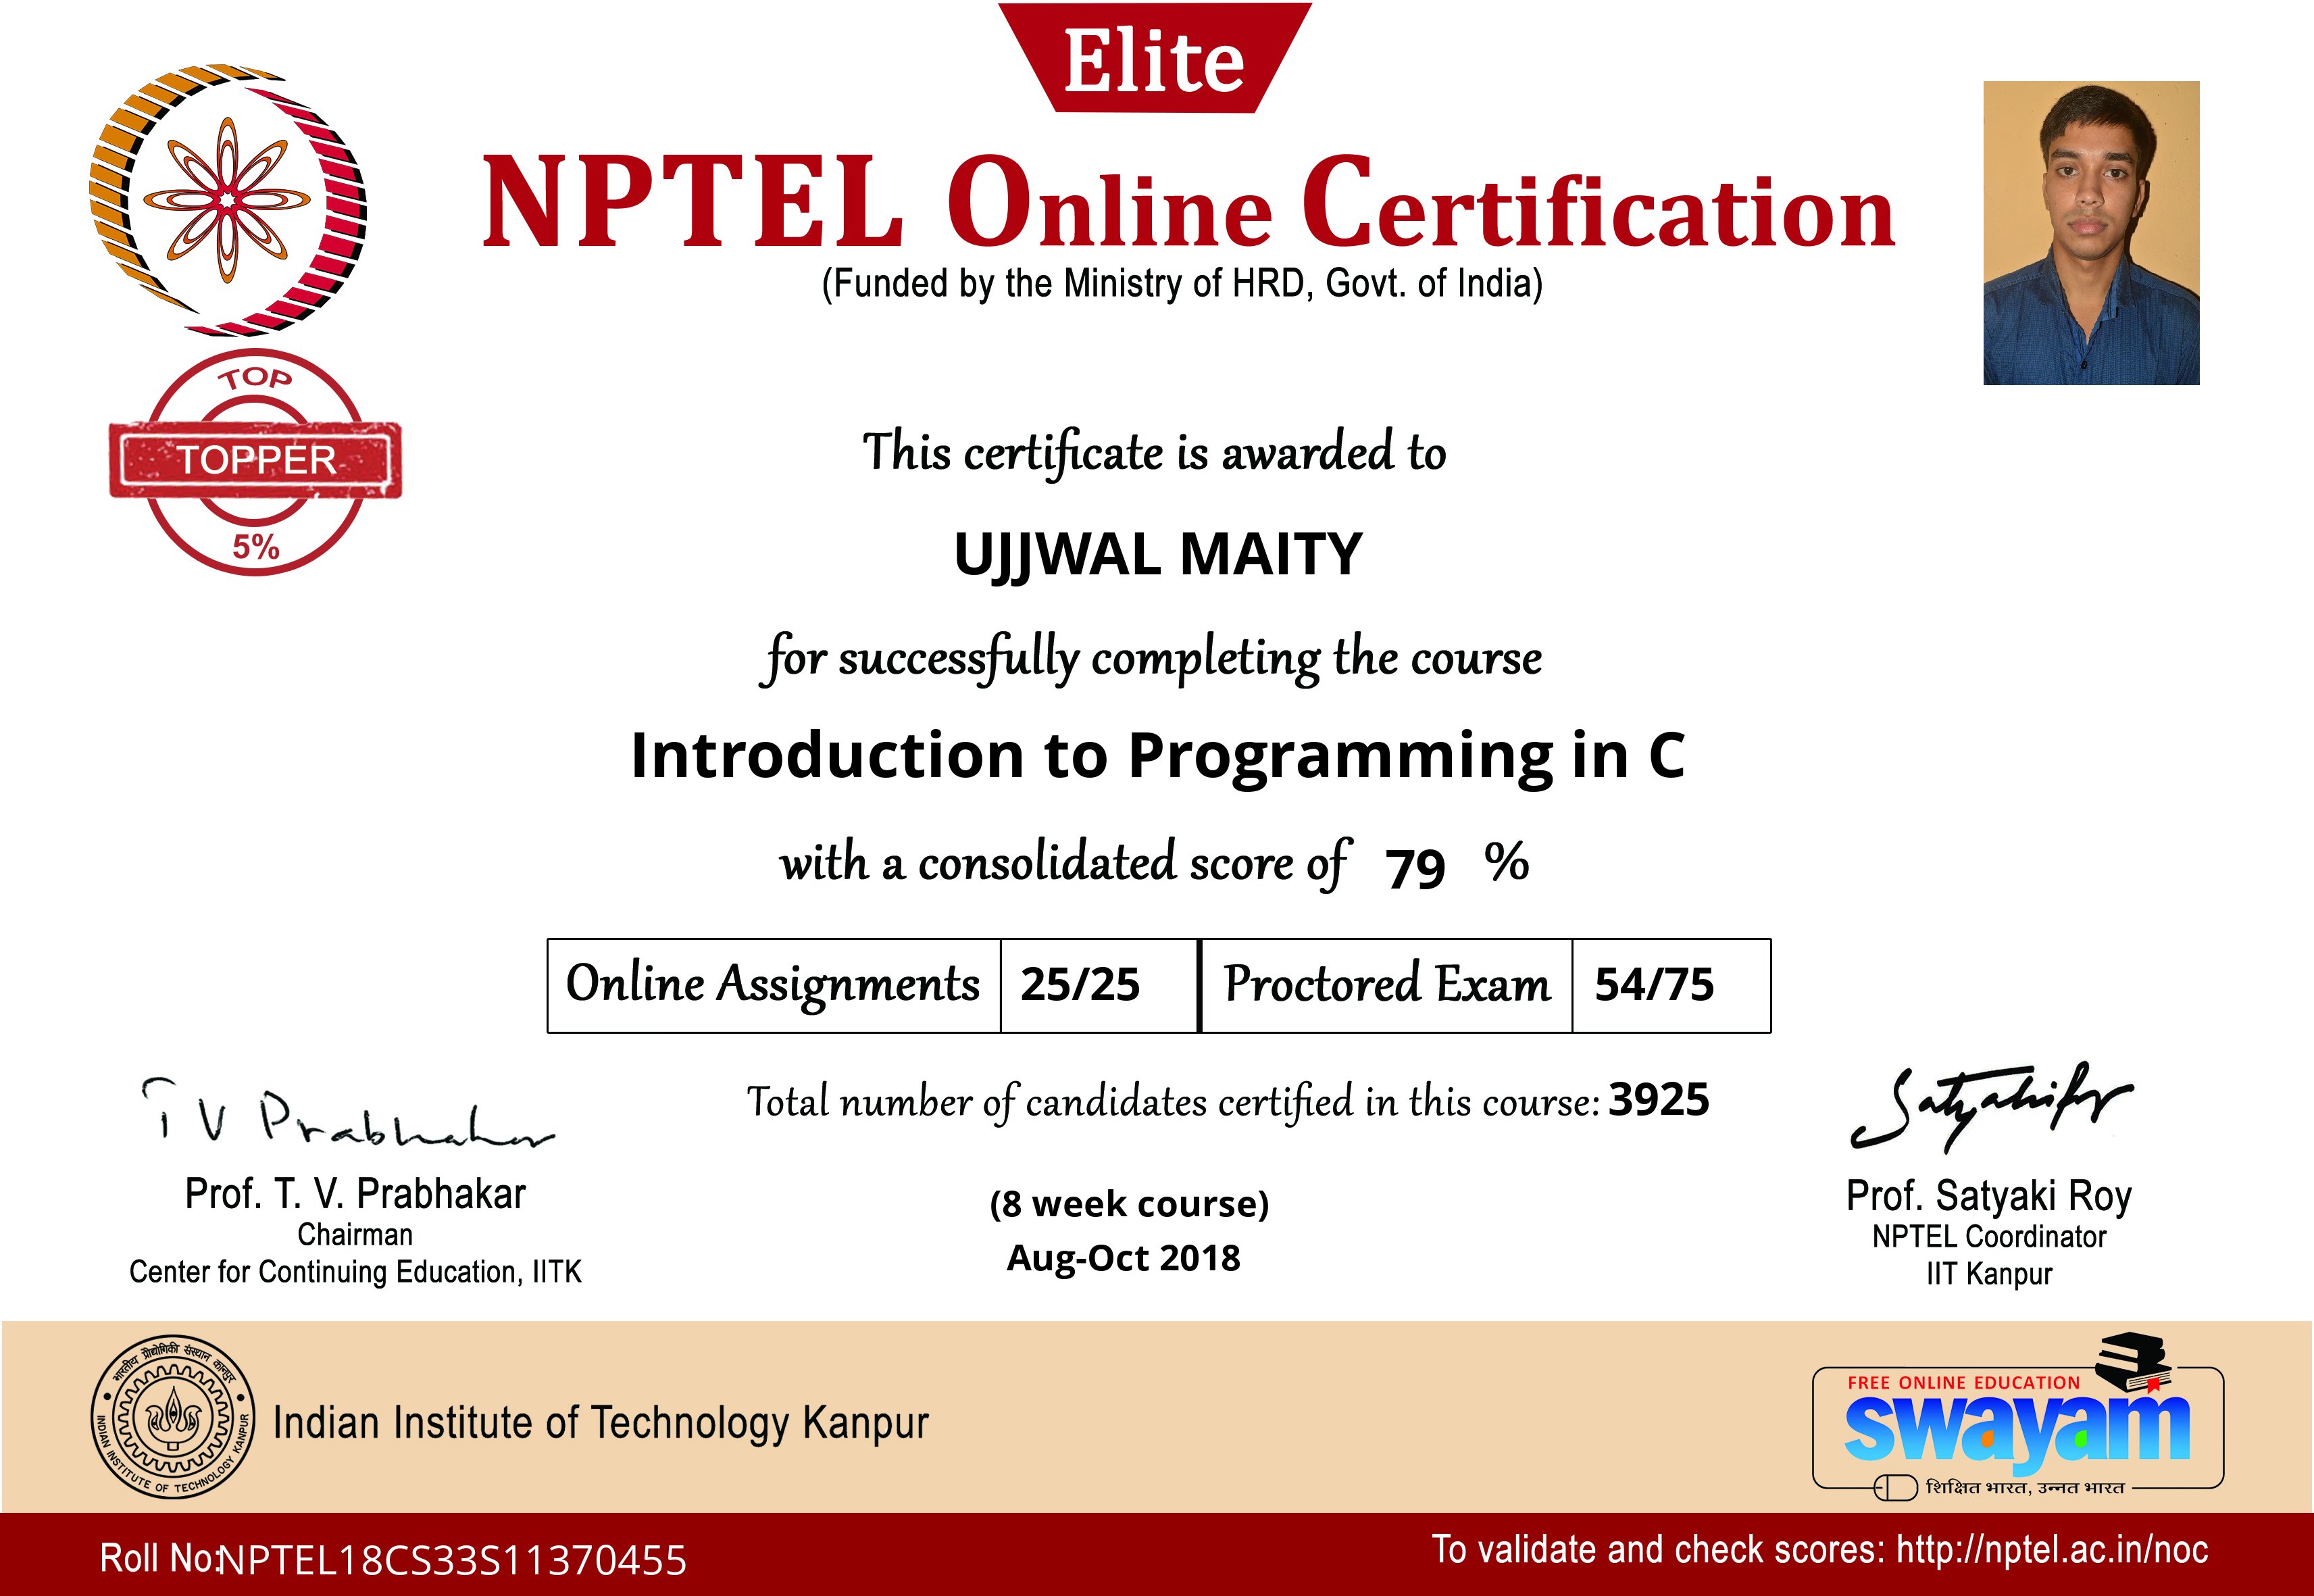 Elite
NPTEL Online Certification
(Funded by the Ministry of HRD, Govt. of India)
TOP
TOPPER
5%
This certificate is awarded to
UJJWAL MAITY
for successfully completing the course
Introduction to Programming in C
with a consolidated score of 79 %
Online Assignments 25/25 Proctored Exam 54/75
Total number of candidates certified in this course: 3925
T V Prabhakar
Prof. T. V. Prabhakar
Chairman
Center for Continuing Education, IITK
(8 week course)
Aug-Oct 2018
Prof. Satyaki Roy
NPTEL Coordinator
IIT Kanpur
भारतीय प्रौद्योगिकी संस्थान कानपुर
INDIAN INSTITUTE OF TECHNOLOGY KANPUR
Indian Institute of Technology Kanpur
FREE ONLINE EDUCATION
swayam
शिक्षित भारत, उन्नत भारत
Roll No:NPTEL18CS33S11370455
To validate and check scores: http://nptel.ac.in/noc